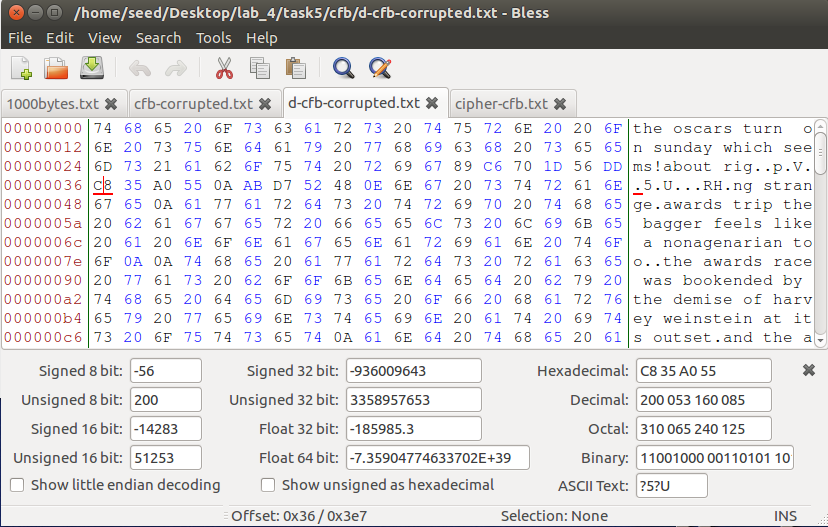 /home/seed/Desktop/lab_4/task5/cfb/d-cfb-corrupted.txt - Bless
File Edit View Search Tools Help
1000bytes.txt cfb-corrupted.txt d-cfb-corrupted.txt cipher-cfb.txt
00000000 74 68 65 20 6F 73 63 61 72 73 20 74 75 72 6E 20 20 6F the oscars turn  o
00000012 6E 20 73 75 6E 64 61 79 20 77 68 69 63 68 20 73 65 65 n sunday which see
00000024 6D 73 21 61 62 6F 75 74 20 72 69 67 89 C6 70 1D 56 DD ms!about rig..p.V.
00000036 C8 35 A0 55 0A AB D7 52 48 0E 6E 67 20 73 74 72 61 6E .5.U...RH.ng stran
00000048 67 65 0A 61 77 61 72 64 73 20 74 72 69 70 20 74 68 65 ge.awards trip the
0000005a 20 62 61 67 67 65 72 20 66 65 65 6C 73 20 6C 69 6B 65 bagger feels like
0000006c 20 61 20 6E 6F 6E 61 67 65 6E 61 72 69 61 6E 20 74 6F a nonagenarian to
0000007e 6F 0A 0A 74 68 65 20 61 77 61 72 64 73 20 72 61 63 65 o..the awards race
00000090 20 77 61 73 20 62 6F 6F 6B 65 6E 64 65 64 20 62 79 20 was bookended by
000000a2 74 68 65 20 64 65 6D 69 73 65 20 6F 66 20 68 61 72 76 the demise of harv
000000b4 65 79 20 77 65 69 6E 73 74 65 69 6E 20 61 74 20 69 74 ey weinstein at it
000000c6 73 20 6F 75 74 73 65 74 0A 61 6E 64 20 74 68 65 20 61 s outset.and the a
Signed 8 bit: -56 Signed 32 bit: -936009643 Hexadecimal: C8 35 A0 55
Unsigned 8 bit: 200 Unsigned 32 bit: 3358957653 Decimal: 200 053 160 085
Signed 16 bit: -14283 Float 32 bit: -185985.3 Octal: 310 065 240 125
Unsigned 16 bit: 51253 Float 64 bit: -7.35904774633702E+39 Binary: 11001000 00110101 10
Show little endian decoding Show unsigned as hexadecimal ASCII Text: ?5?U
Offset: 0x36 / 0x3e7 Selection: None INS